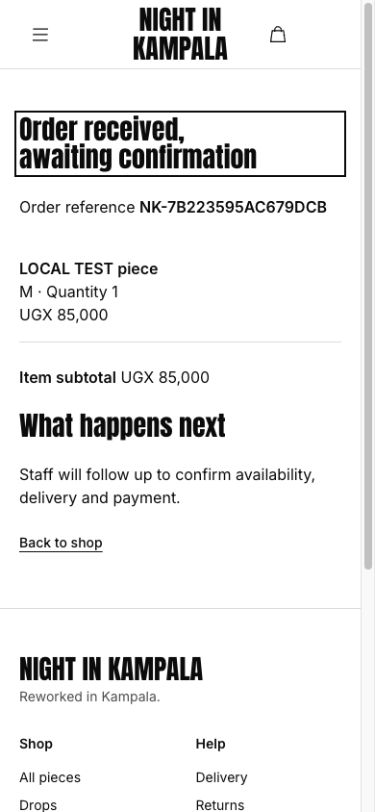 NIGHT IN
KAMPALA
Order received,
awaiting confirmation
Order reference NK-7B223595AC679DCB
LOCAL TEST piece
M · Quantity 1
UGX 85,000
Item subtotal UGX 85,000
What happens next
Staff will follow up to confirm availability,
delivery and payment.
Back to shop
NIGHT IN KAMPALA
Reworked in Kampala.
Shop
Help
All pieces
Delivery
Drops
Returns